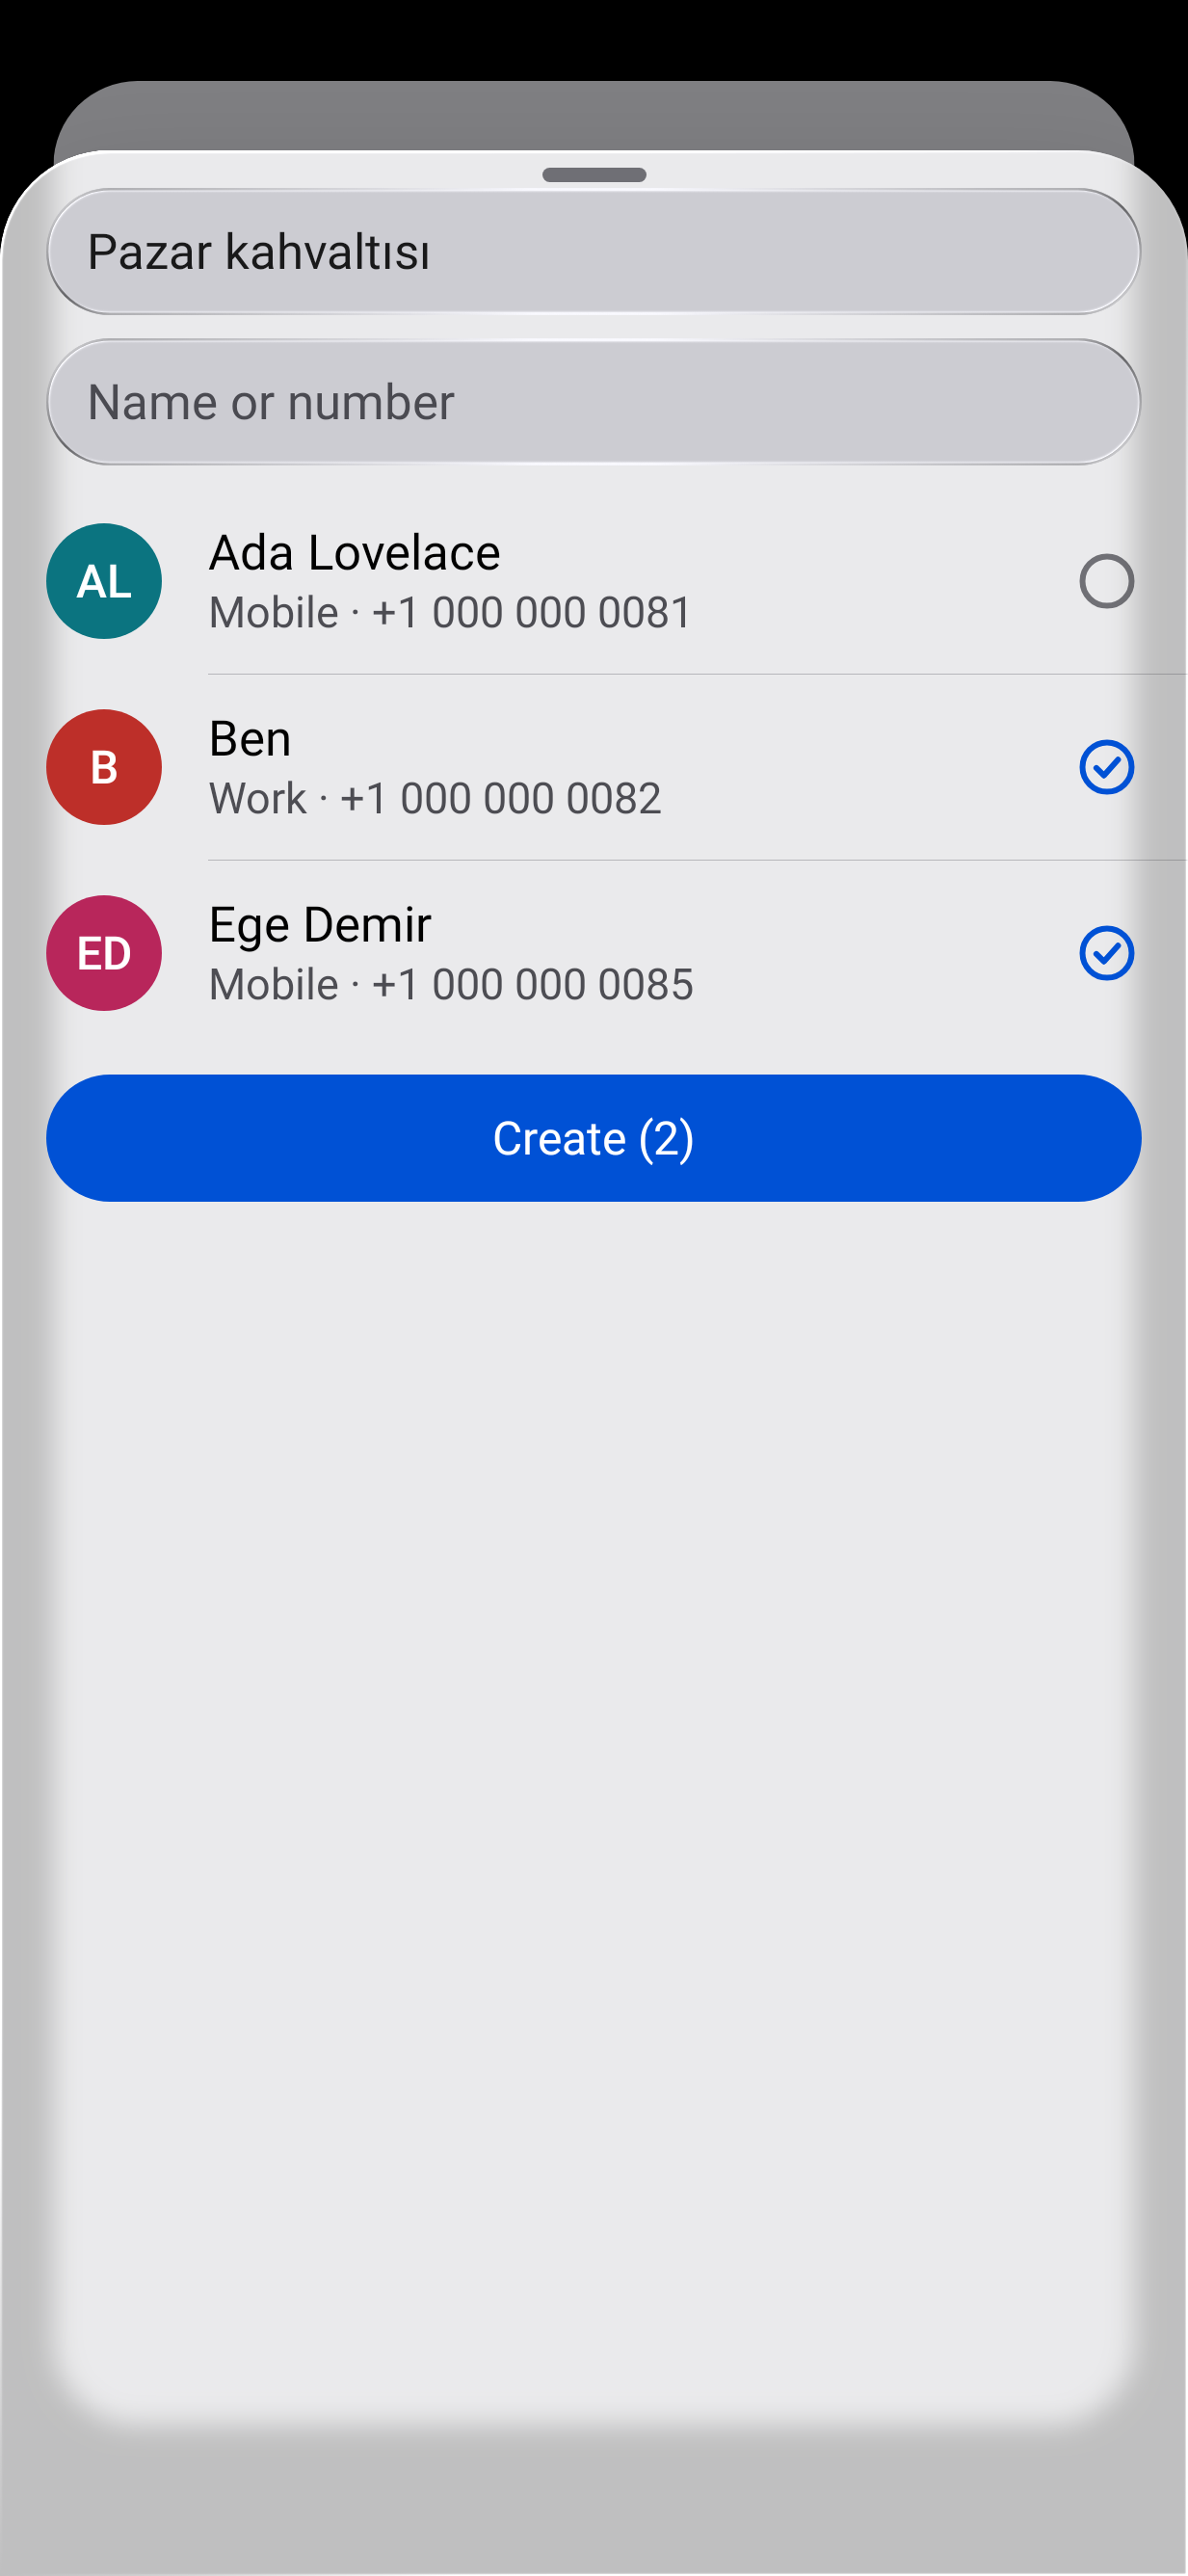 Pazar kahvaltısı
Name or number
AL
Ada Lovelace
Mobile · +1 000 000 0081
B
Ben
Work · +1 000 000 0082
ED
Ege Demir
Mobile · +1 000 000 0085
Create (2)